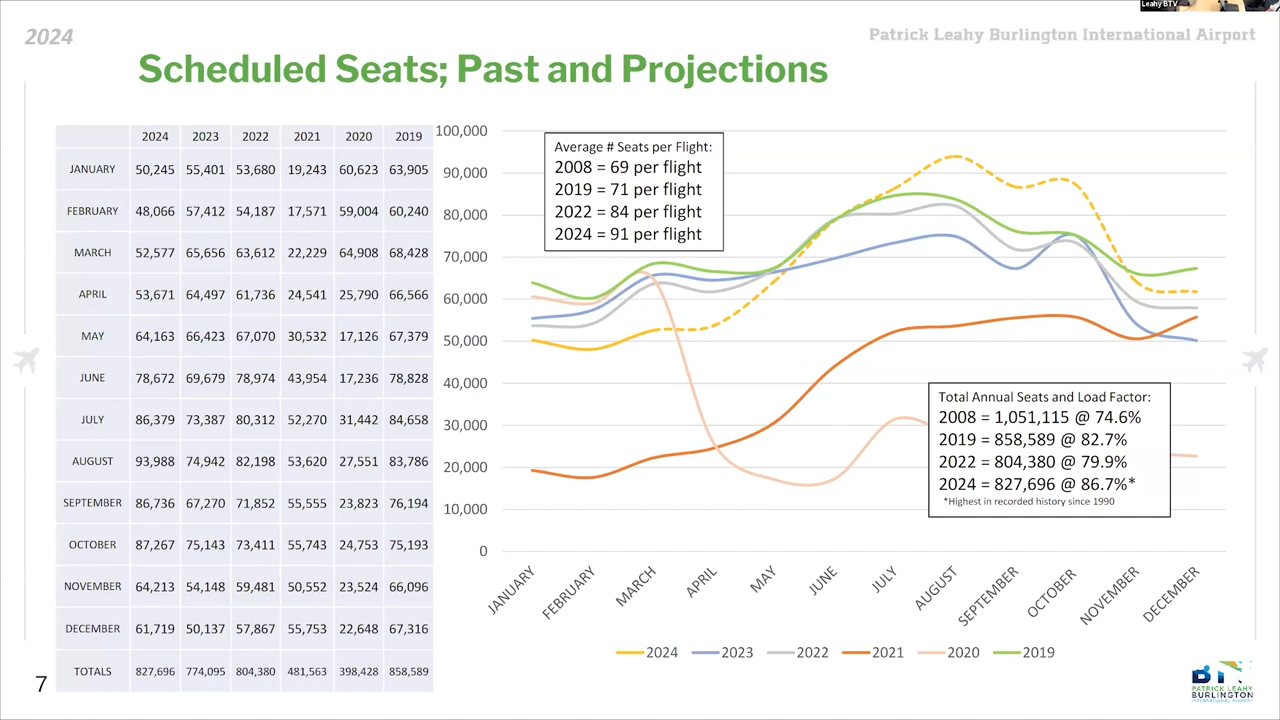 Leahy BTV
2024
Patrick Leahy Burlington International Airport
Scheduled Seats; Past and Projections
2024 2023 2022 2021 2020 2019
JANUARY 50,245 55,401 53,689 19,243 60,623 63,905
FEBRUARY 48,066 57,412 54,187 17,571 59,004 60,240
MARCH 52,577 65,656 63,612 22,229 64,908 68,428
APRIL 53,671 64,497 61,736 24,541 25,790 66,566
MAY 64,163 66,423 67,070 30,532 17,126 67,379
JUNE 78,672 69,679 78,974 43,954 17,236 78,828
JULY 86,379 73,387 80,312 52,270 31,442 84,658
AUGUST 93,988 74,942 82,198 53,620 27,551 83,786
SEPTEMBER 86,736 67,270 71,843 55,555 23,823 76,194
OCTOBER 87,267 75,143 73,411 55,743 24,753 75,193
NOVEMBER 64,213 54,148 59,481 50,552 23,524 66,096
DECEMBER 61,719 50,137 57,867 55,753 22,648 67,316
TOTALS 827,696 774,095 804,380 481,563 398,428 858,589
100,000
90,000
80,000
70,000
60,000
50,000
40,000
30,000
20,000
10,000
0
Average # Seats per Flight:
2008 = 69 per flight
2019 = 71 per flight
2022 = 84 per flight
2024 = 91 per flight
Total Annual Seats and Load Factor:
2008 = 1,051,115 @ 74.6%
2019 = 858,589 @ 82.7%
2022 = 804,380 @ 79.9%
2024 = 827,696 @ 86.7%*
*Highest in recorded history since 1990
JANUARY
FEBRUARY
MARCH
APRIL
MAY
JUNE
JULY
AUGUST
SEPTEMBER
OCTOBER
NOVEMBER
DECEMBER
2024 2023 2022 2021 2020 2019
7
BTV
PATRICK LEAHY
BURLINGTON
INTERNATIONAL AIRPORT